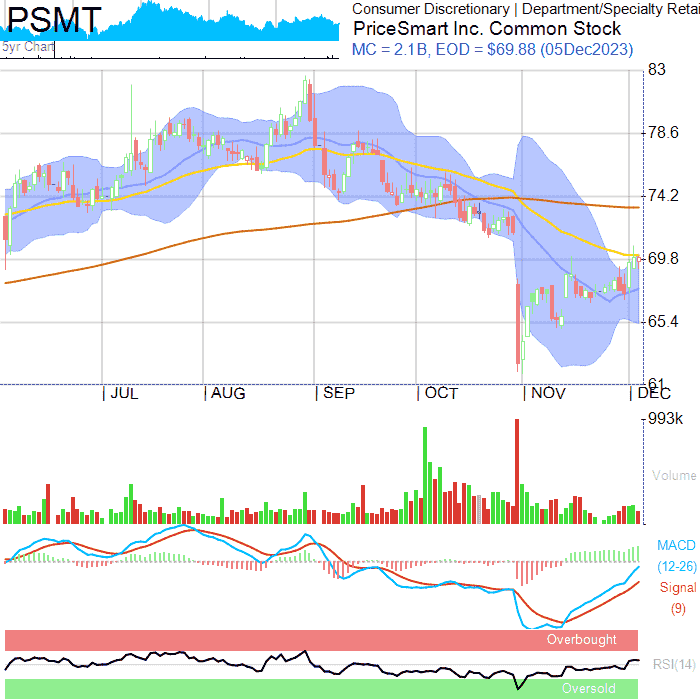 PSMT
5yr Chart
Consumer Discretionary | Department/Specialty Retai
PriceSmart Inc. Common Stock
MC = 2.1B, EOD = $69.88 (05Dec2023)
83
78.6
74.2
69.8
65.4
61
| JUL | AUG | SEP | OCT | NOV | DEC
993k
Volume
MACD
(12-26)
Signal
(9)
Overbought
RSI(14)
Oversold